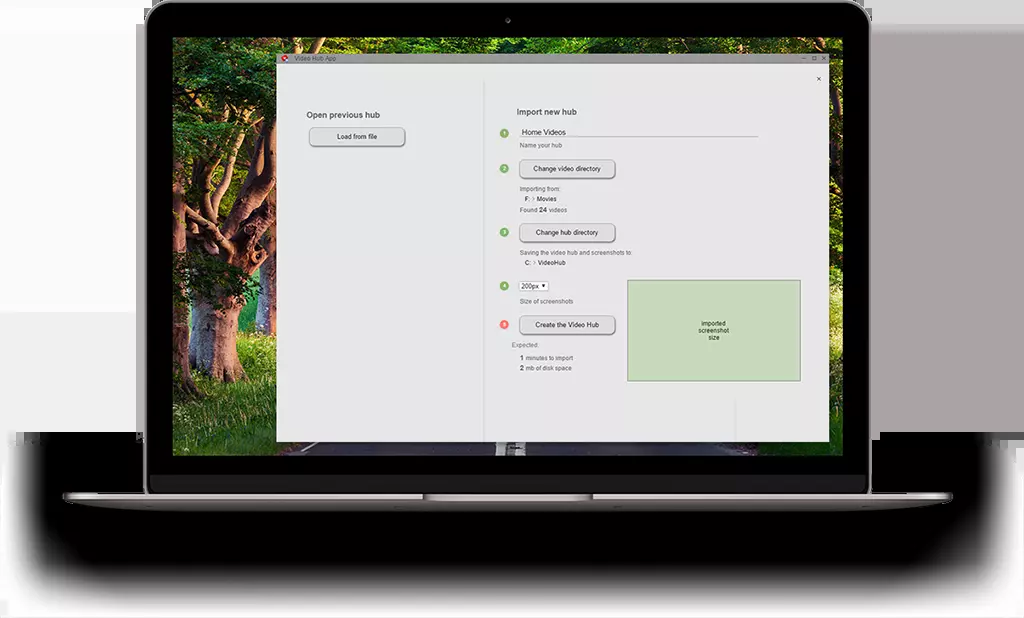 Video Hub App
Open previous hub
Load from file
Import new hub
1
Home Videos
Name your hub
2
Change video directory
Importing from:
F: > Movies
Found 24 videos
3
Change hub directory
Saving the video hub and screenshots to:
C: > VideoHub
4
200px
Size of screenshots
5
Create the Video Hub
Expected:
1 minutes to import
2 mb of disk space
imported
screenshot
size